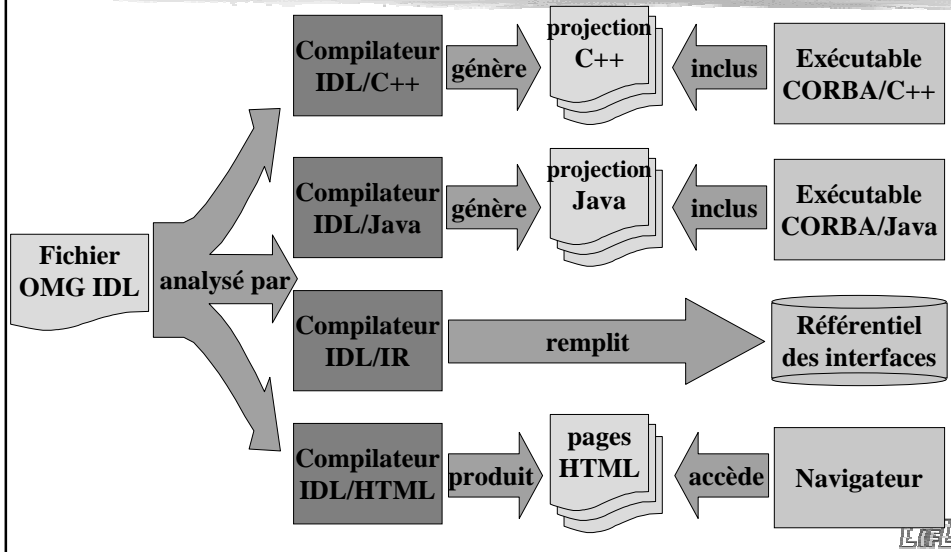 Fichier
OMG IDL
analysé par
Compilateur
IDL/C++
génère
projection
C++
inclus
Exécutable
CORBA/C++
Compilateur
IDL/Java
génère
projection
Java
inclus
Exécutable
CORBA/Java
Compilateur
IDL/IR
remplit
Référentiel
des interfaces
Compilateur
IDL/HTML
produit
pages
HTML
accède
Navigateur
LIFL